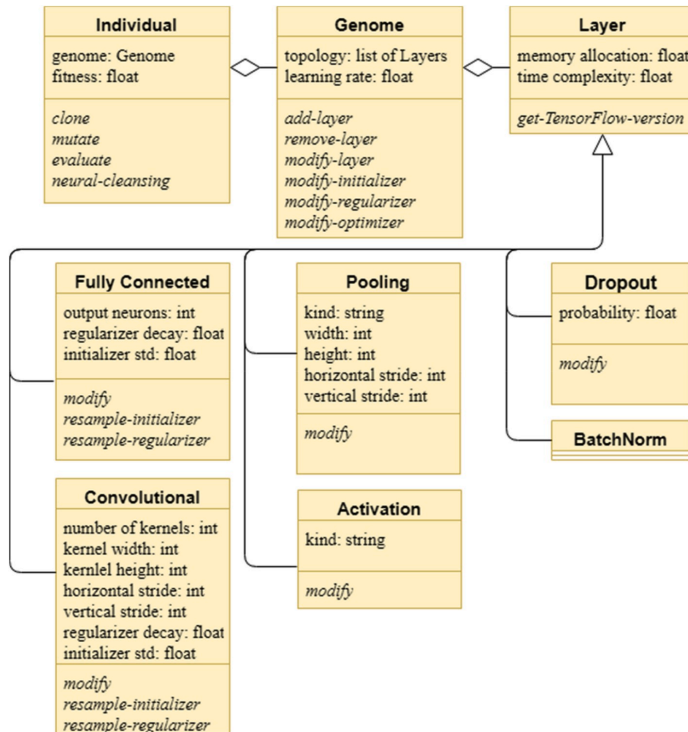 Individual
genome: Genome
fitness: float
clone
mutate
evaluate
neural-cleansing
Genome
topology: list of Layers
learning rate: float
add-layer
remove-layer
modify-layer
modify-initializer
modify-regularizer
modify-optimizer
Layer
memory allocation: float
time complexity: float
get-TensorFlow-version
Fully Connected
output neurons: int
regularizer decay: float
initializer std: float
modify
resample-initializer
resample-regularizer
Pooling
kind: string
width: int
height: int
horizontal stride: int
vertical stride: int
modify
Dropout
probability: float
modify
BatchNorm
Convolutional
number of kernels: int
kernel width: int
kernlel height: int
horizontal stride: int
vertical stride: int
regularizer decay: float
initializer std: float
modify
resample-initializer
resample-regularizer
Activation
kind: string
modify